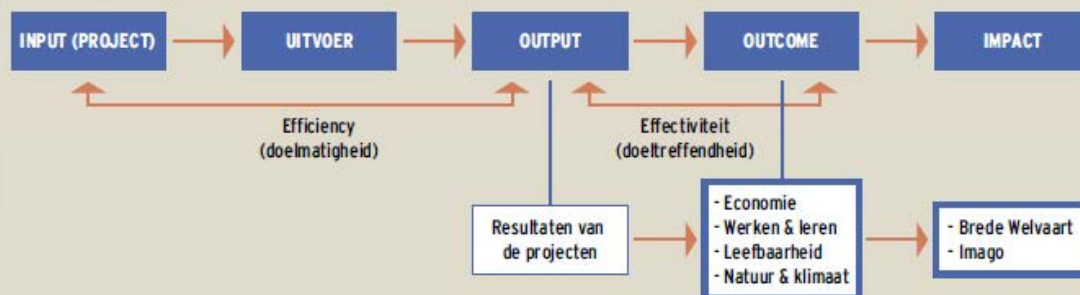 INPUT (PROJECT)
UITVOER
OUTPUT
OUTCOME
IMPACT
Efficiency
(doelmatigheid)
Effectiviteit
(doeltreffendheid)
Resultaten van
de projecten
- Economie
- Werken & leren
- Leefbaarheid
- Natuur & klimaat
- Brede Welvaart
- Imago